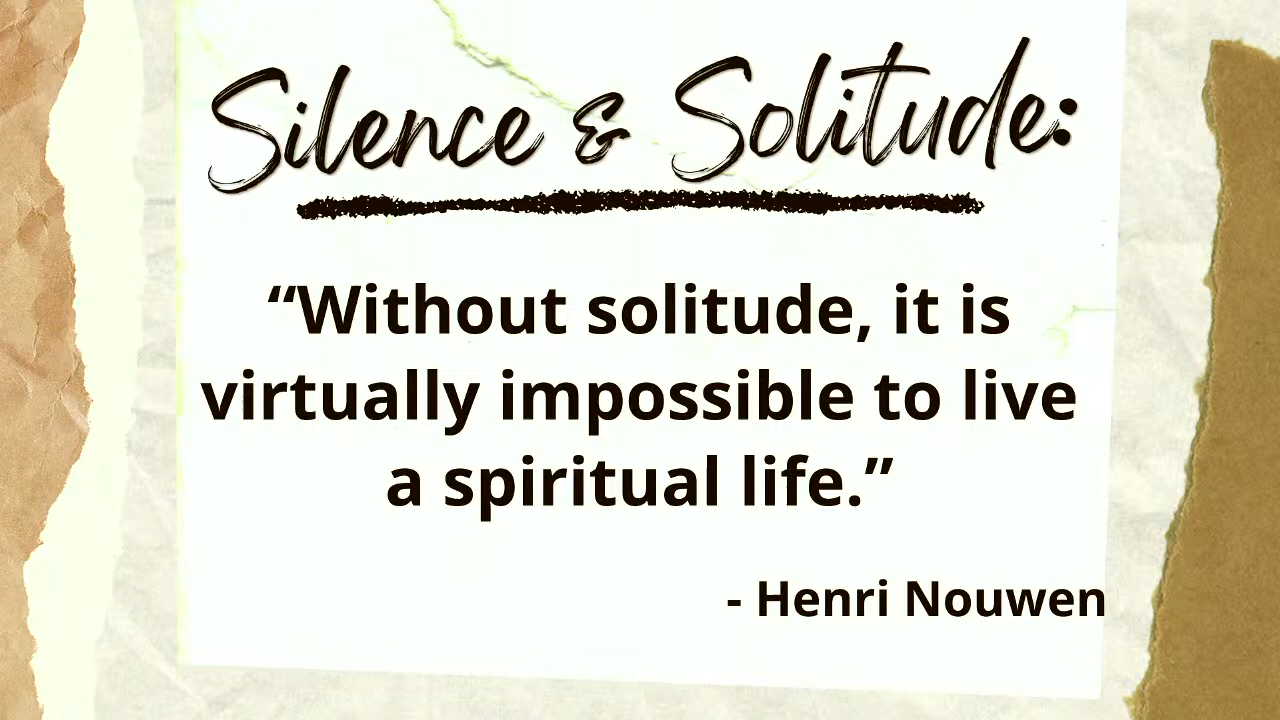 Silence & Solitude:
“Without solitude, it is
virtually impossible to live
a spiritual life.”
- Henri Nouwen